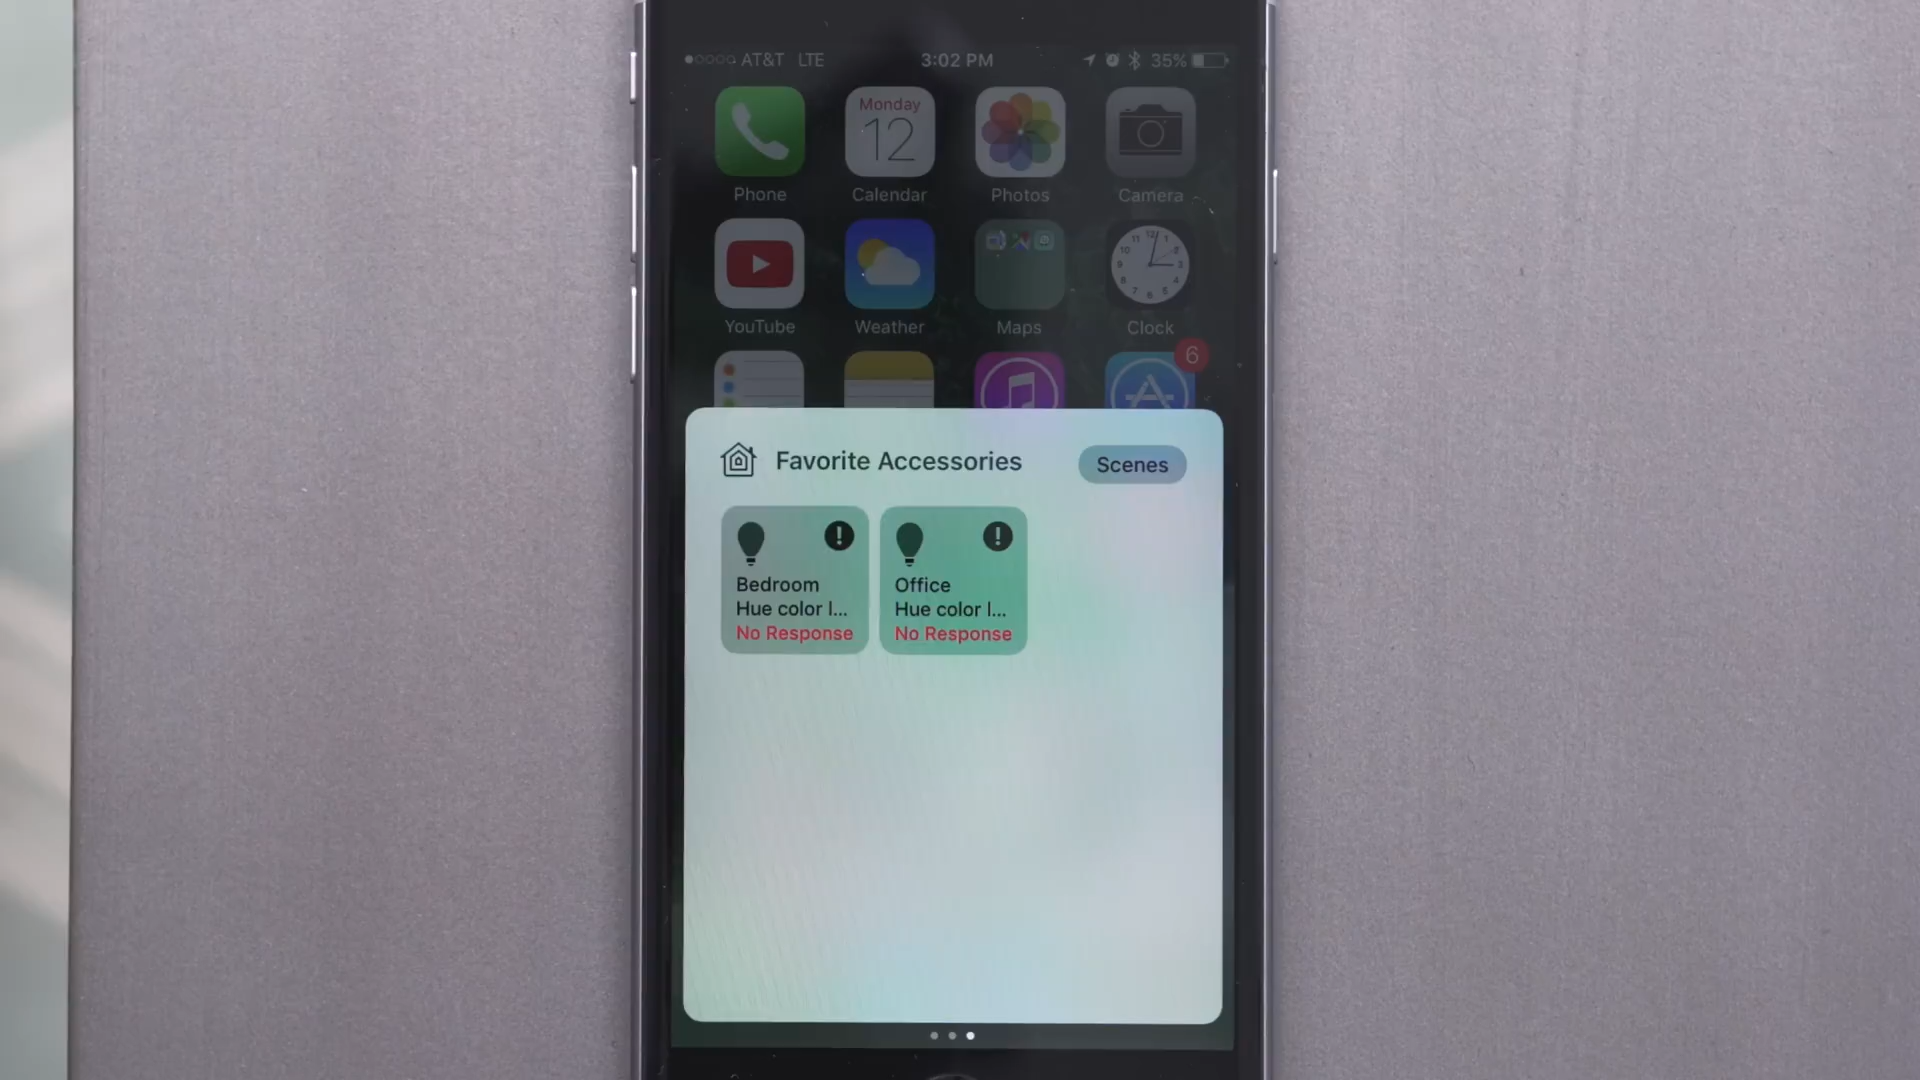 AT&T LTE 3:02 PM 35%
Monday
12
Phone Calendar Photos Camera
YouTube Weather Maps Clock
6
Favorite Accessories Scenes
Bedroom
Hue color l...
No Response
Office
Hue color l...
No Response